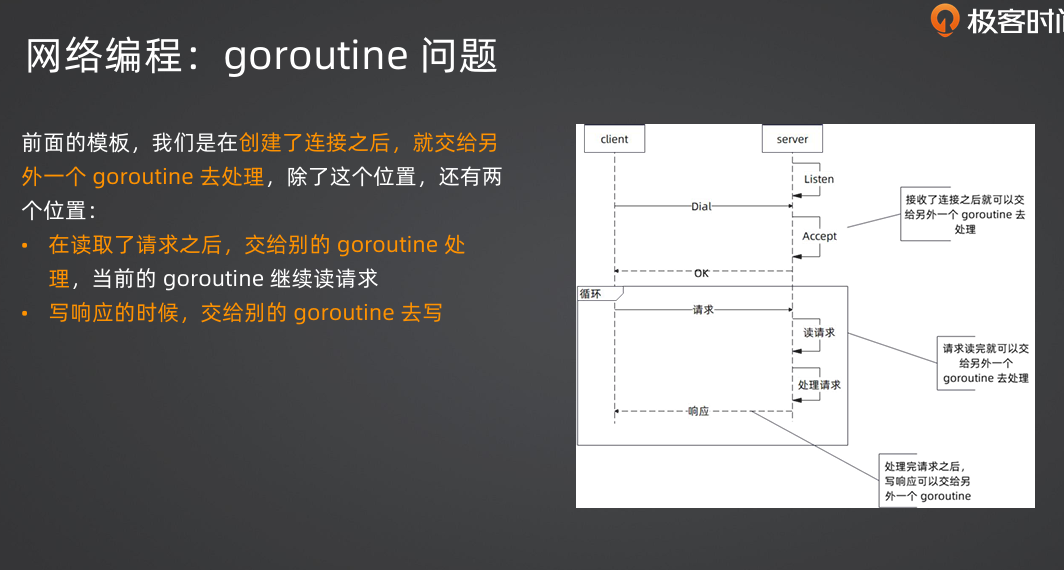 极客时间
网络编程：goroutine 问题
前面的模板，我们是在创建了连接之后，就交给另
外一个 goroutine 去处理，除了这个位置，还有两
个位置：
• 在读取了请求之后，交给别的 goroutine 处
理，当前的 goroutine 继续读请求
• 写响应的时候，交给别的 goroutine 去写
client
server
Listen
Dial
Accept
接收了连接之后就可以交
给另外一个 goroutine 去
处理
OK
循环
请求
读请求
请求读完就可以交
给另外一个
goroutine 去处理
处理请求
响应
处理完请求之后，
写响应可以交给另
外一个 goroutine